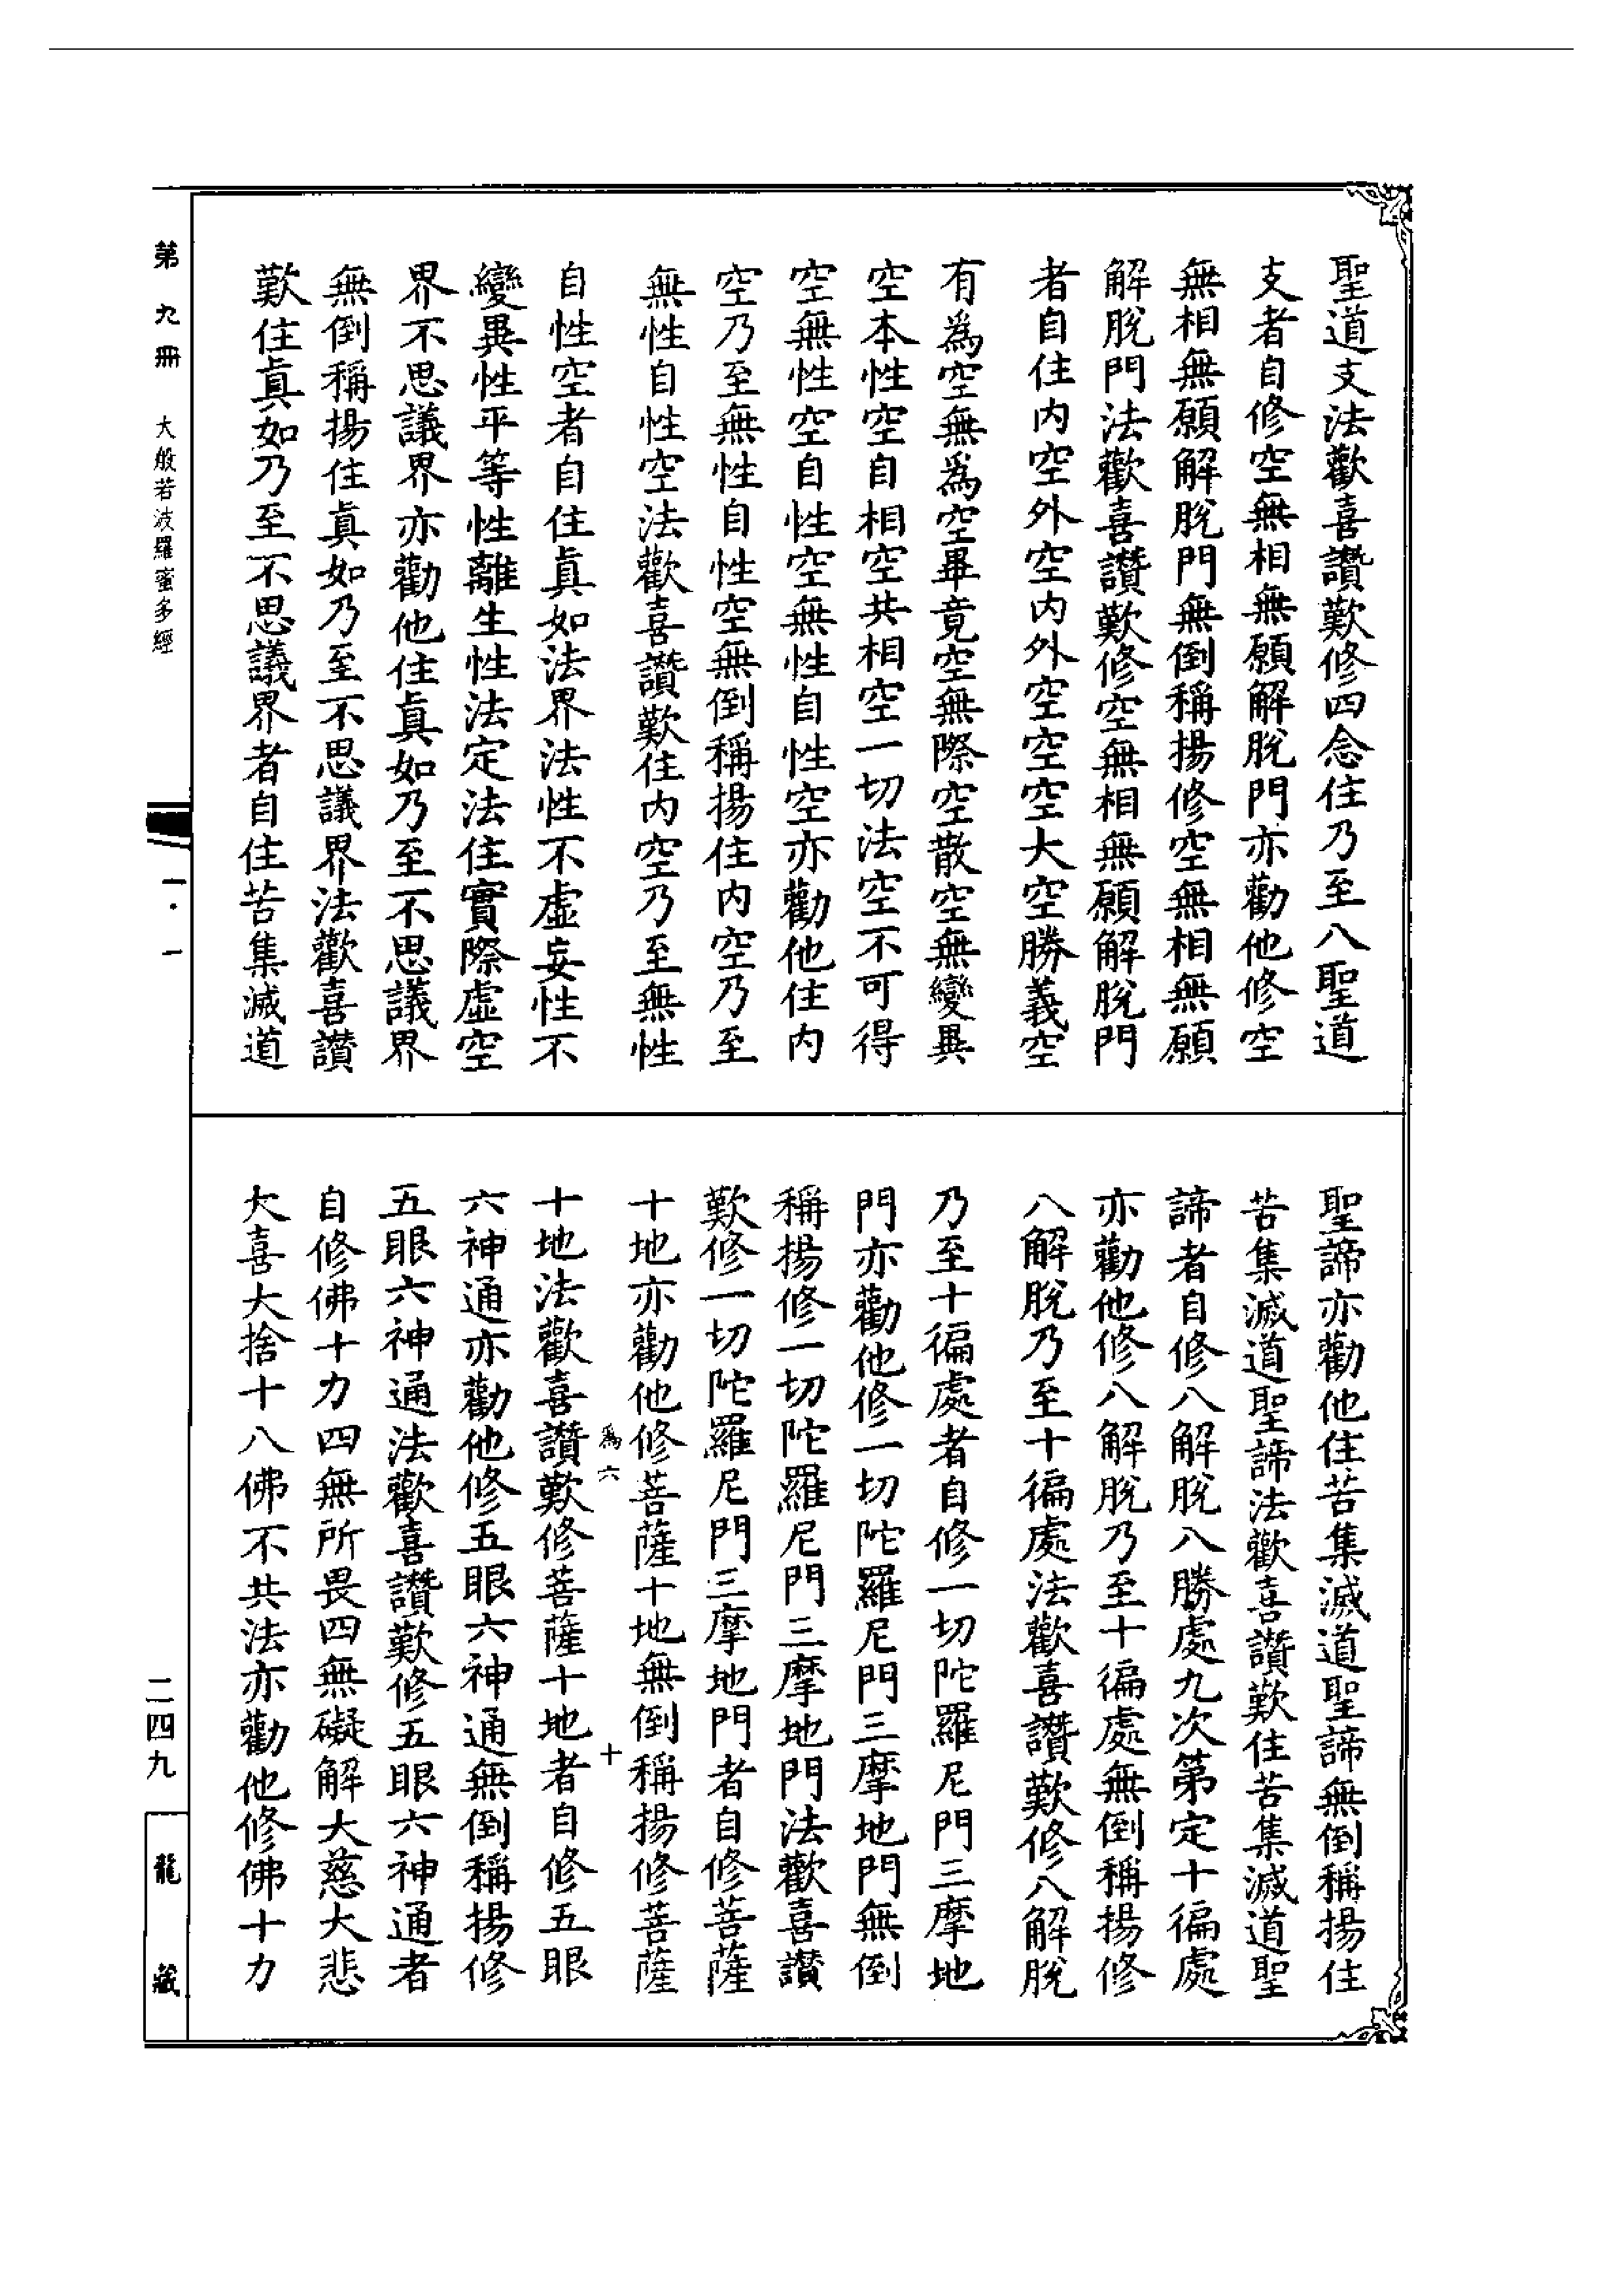 聖道支法歡喜讚歎修四念住乃至八聖道
支者自修空無相無願解脫門亦勸他修空
無相無願解脫門無倒稱揚修空無相無願
解脫門法歡喜讚歎修空無相無願解脫門
者自住內空外空內外空空空大空勝義空
有為空無為空畢竟空無際空散空無變異
空本性空自相空共相空一切法空不可得
空無性空自性空無性自性空亦勸他住內
空乃至無性自性空無倒稱揚住內空乃至
無性自性空法歡喜讚歎住內空乃至無性
自性空者自住真如法界法性不虛妄性不
變異性平等性離生性法定法住實際虛空
界不思議界亦勸他住真如乃至不思議界
無倒稱揚住真如乃至不思議界法歡喜讚
歎住真如乃至不思議界者自住苦集滅道
聖諦亦勸他住苦集滅道聖諦無倒稱揚住
苦集滅道聖諦法歡喜讚歎住苦集滅道聖
諦者自修八解脫八勝處九次第定十徧處
亦勸他修八解脫乃至十徧處無倒稱揚修
八解脫乃至十徧處法歡喜讚歎修八解脫
乃至十徧處者自修一切陀羅尼門三摩地
門亦勸他修一切陀羅尼門三摩地門無倒
稱揚修一切陀羅尼門三摩地門法歡喜讚
歎修一切陀羅尼門三摩地門者自修菩薩
十地亦勸他修菩薩十地無倒稱揚修菩薩
為六 十
十地法歡喜讚歎修菩薩十地者自修五眼
六神通亦勸他修五眼六神通無倒稱揚修
五眼六神通法歡喜讚歎修五眼六神通者
自修佛十力四無所畏四無礙解大慈大悲
大喜大捨十八佛不共法亦勸他修佛十力
第九冊 大般若波羅蜜多經 一·一 二四九 龍藏